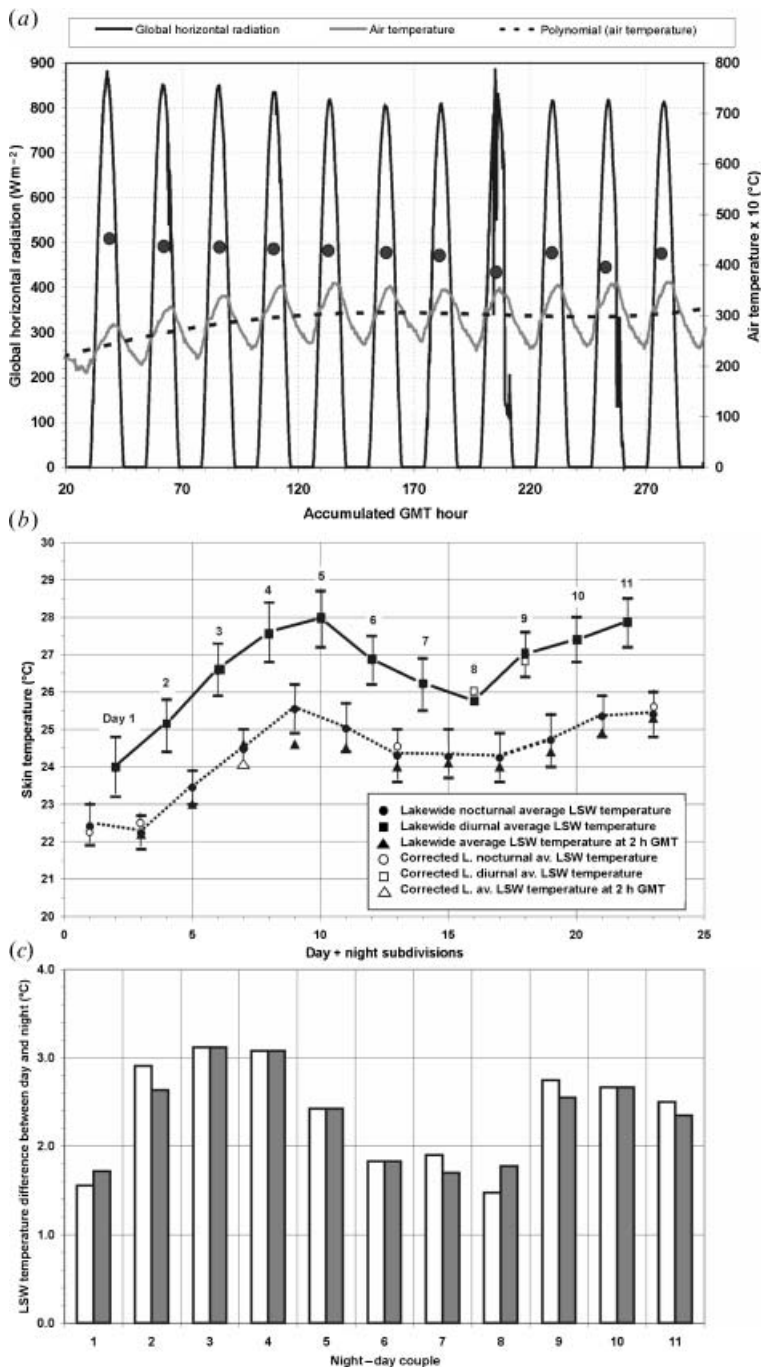 (a)
Global horizontal radiation Air temperature Polynomial (air temperature)
900 800
800 700
700 600
600 500
500 400
400 300
300 200
200 100
100
0 0
Global horizontal radiation (Wm−2)
Air temperature x 10 (°C)
20 70 120 170 220 270
Accumulated GMT hour
(b)
30
29
28
27
26
25
24
23
22
21
20
Skin temperature (°C)
Day 1 2 3 4 5 6 7 8 9 10 11
Lakewide nocturnal average LSW temperature
Lakewide diurnal average LSW temperature
Lakewide average LSW temperature at 2 h GMT
Corrected L. nocturnal av. LSW temperature
Corrected L. diurnal av. LSW temperature
Corrected L. av. LSW temperature at 2 h GMT
0 5 10 15 20 25
Day + night subdivisions
(c)
4.0
3.0
2.0
1.0
0.0
LSW temperature difference between day and night (°C)
1 2 3 4 5 6 7 8 9 10 11
Night–day couple